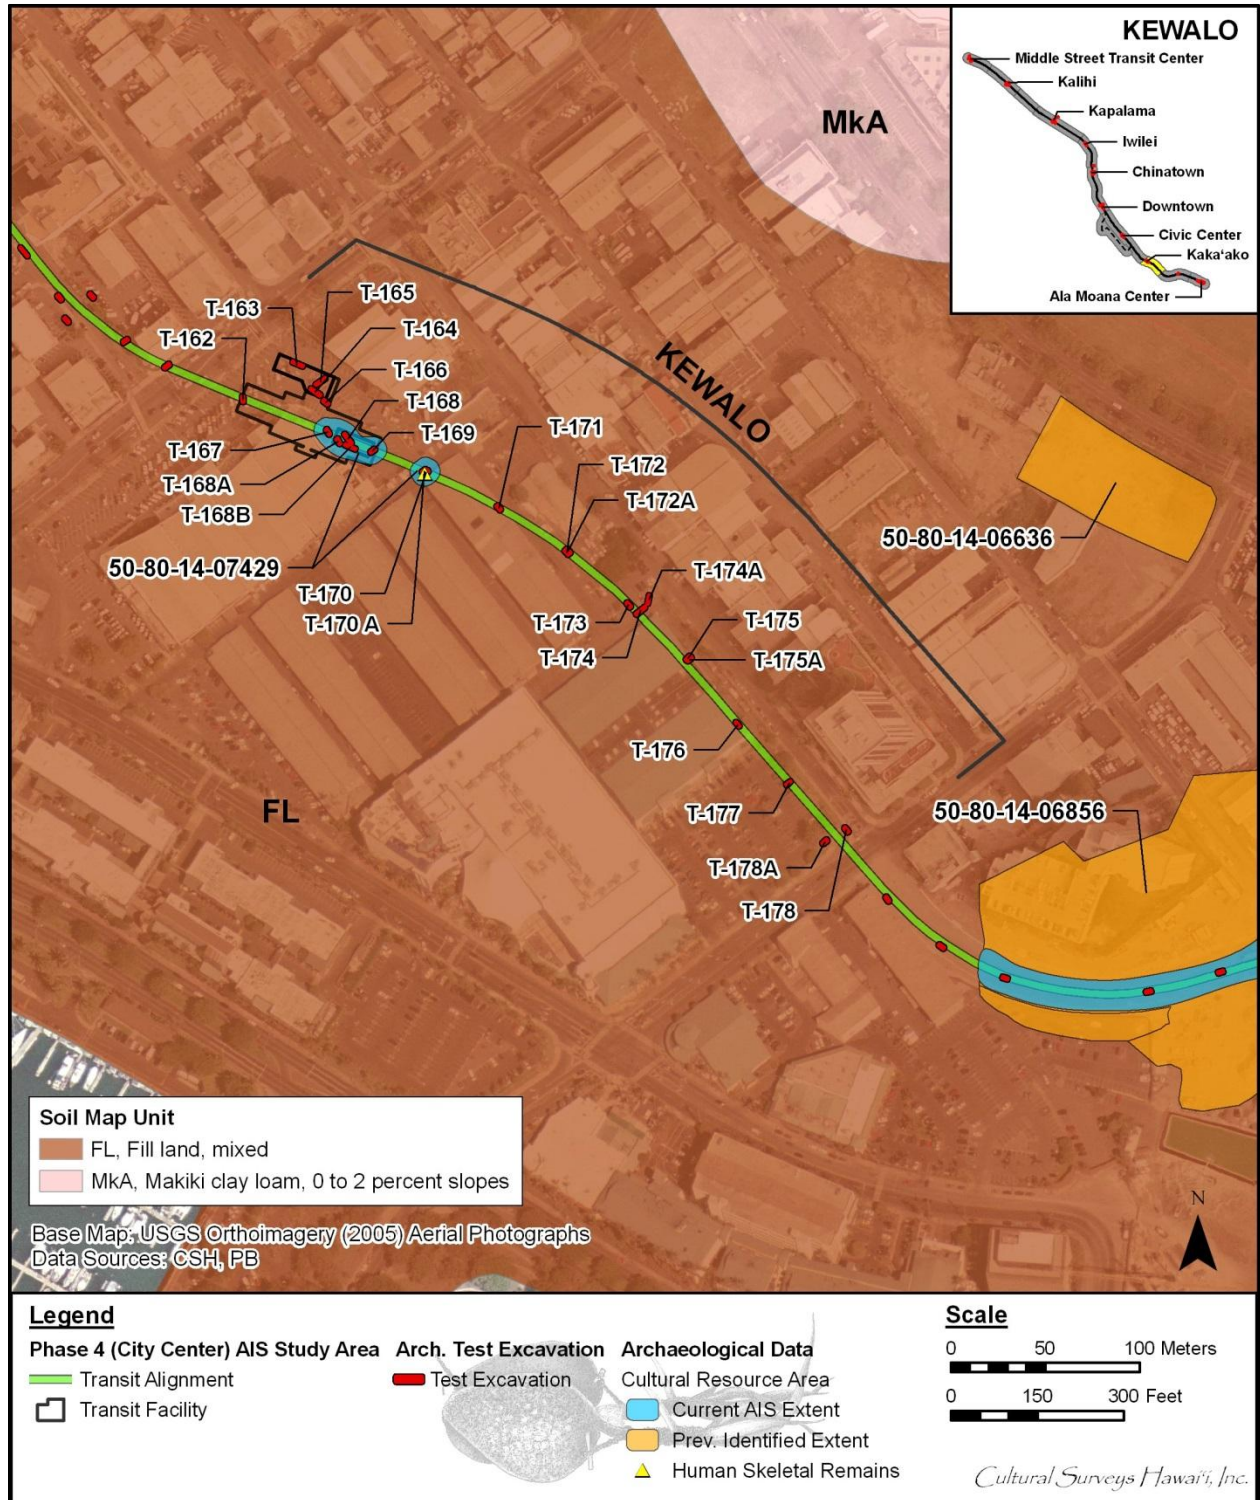 KEWALO
Middle Street Transit Center
Kalihi
Kapalama
Iwilei
Chinatown
Downtown
Civic Center
Kaka‘ako
Ala Moana Center
MkA
T-165
T-163
T-164
T-162
T-166
T-168
T-169
T-167
T-168A
T-168B
KEWALO
T-171
T-172
T-172A
50-80-14-06636
50-80-14-07429
T-170
T-170 A
T-174A
T-173
T-175
T-174
T-175A
T-176
FL
T-177
50-80-14-06856
T-178A
T-178
Soil Map Unit
FL, Fill land, mixed
MkA, Makiki clay loam, 0 to 2 percent slopes
Base Map: USGS Orthoimagery (2005) Aerial Photographs
Data Sources: CSH, PB
N
Legend
Phase 4 (City Center) AIS Study Area
Transit Alignment
Transit Facility
Arch. Test Excavation
Test Excavation
Archaeological Data
Cultural Resource Area
Current AIS Extent
Prev. Identified Extent
Human Skeletal Remains
Scale
0 50 100 Meters
0 150 300 Feet
Cultural Surveys Hawai‘i, Inc.